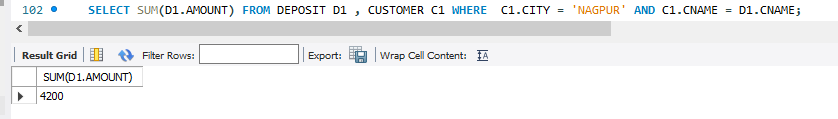 102 SELECT SUM(D1.AMOUNT) FROM DEPOSIT D1 , CUSTOMER C1 WHERE  C1.CITY = 'NAGPUR' AND C1.CNAME = D1.CNAME;
Result Grid Filter Rows: Export: Wrap Cell Content:
SUM(D1.AMOUNT)
4200